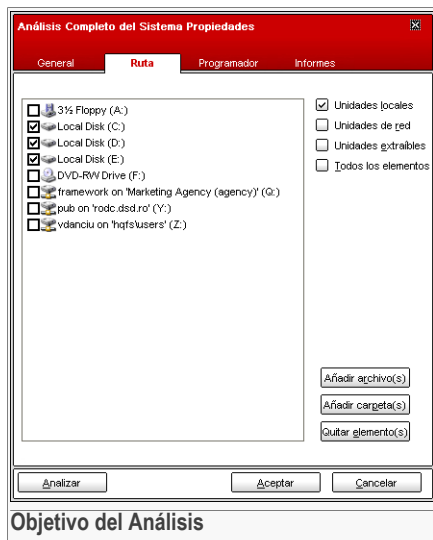 Análisis Completo del Sistema Propiedades
General Ruta Programador Informes
3½ Floppy (A:)
Local Disk (C:)
Local Disk (D:)
Local Disk (E:)
DVD-RW Drive (F:)
framework on 'Marketing Agency (agency)' (Q:)
pub on 'rodc.dsd.ro' (Y:)
vdanciu on 'hqfs\users' (Z:)
Unidades locales
Unidades de red
Unidades extraíbles
Todos los elementos
Añadir archivo(s)
Añadir carpeta(s)
Quitar elemento(s)
Analizar Aceptar Cancelar
Objetivo del Análisis